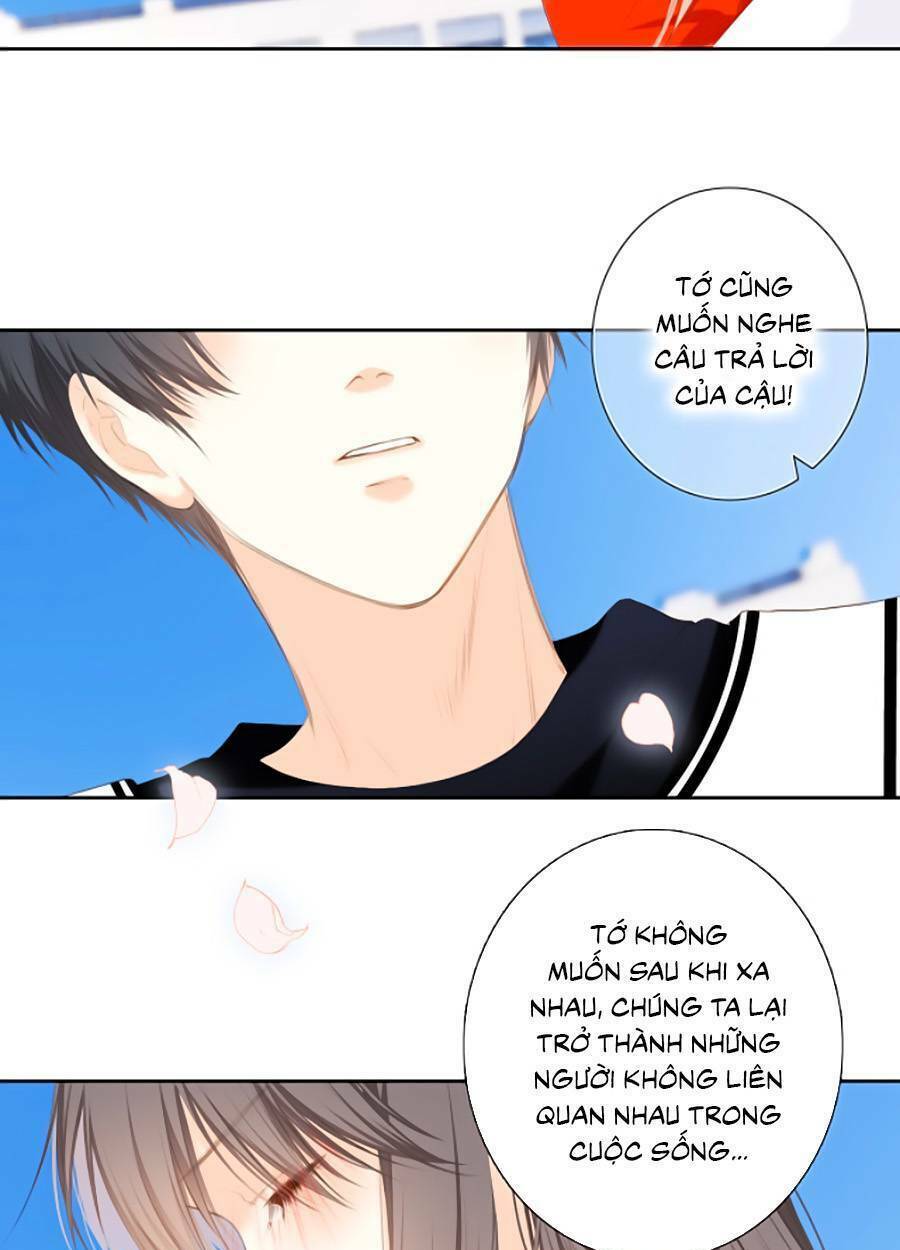 TỚ CŨNG
MUỐN NGHE
CÂU TRẢ LỜI
CỦA CẬU!
TỚ KHÔNG
MUỐN SAU KHI XA
NHAU, CHÚNG TA LẠI
TRỞ THÀNH NHỮNG
NGƯỜI KHÔNG LIÊN
QUAN NHAU TRONG
CUỘC SỐNG...